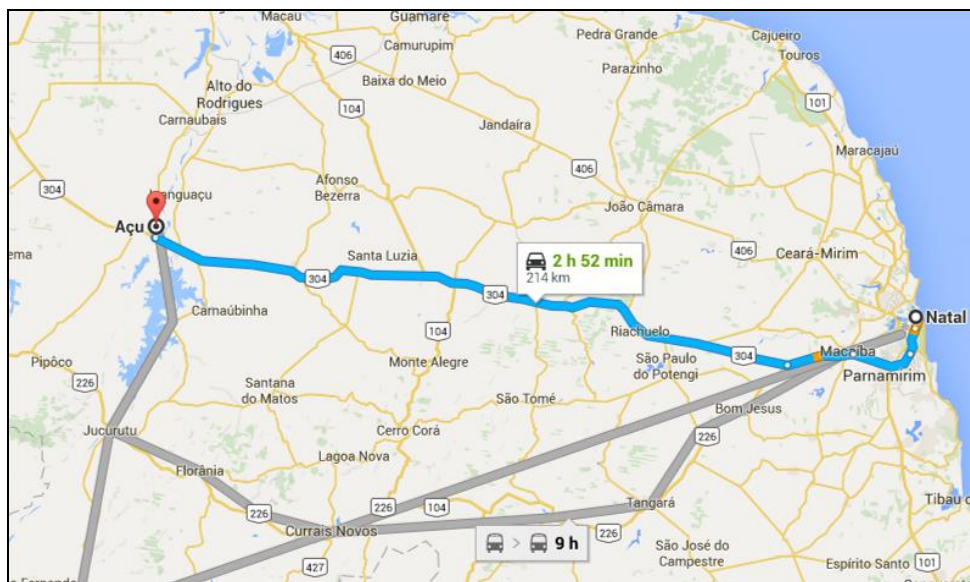 Macau
Guamare
Pedra Grande
Cajueiro
Camurupim
406
Touros
Alto do
Rodrigues
Baixa do Meio
Parazinho
104
101
Carnaubais
Jandaíra
Maracajaú
406
304
Afonso
Bezerra
João Câmara
Açu
406
Santa Luzia
2 h 52 min
214 km
Ceará-Mirim
304
304
Carnaúbinha
Natal
104
Riachuelo
Macaíba
304
Pipôco
Monte Alegre
São Paulo
do Potengi
Parnamirim
226
Santana
do Matos
São Tomé
Bom Jesus
Jucurutu
Cerro Corá
226
Lagoa Nova
Florânia
226
104
Tangará
226
Currais Novos
226
Tibau
9 h
427
São José do
Campestre
Espírito Santo
101